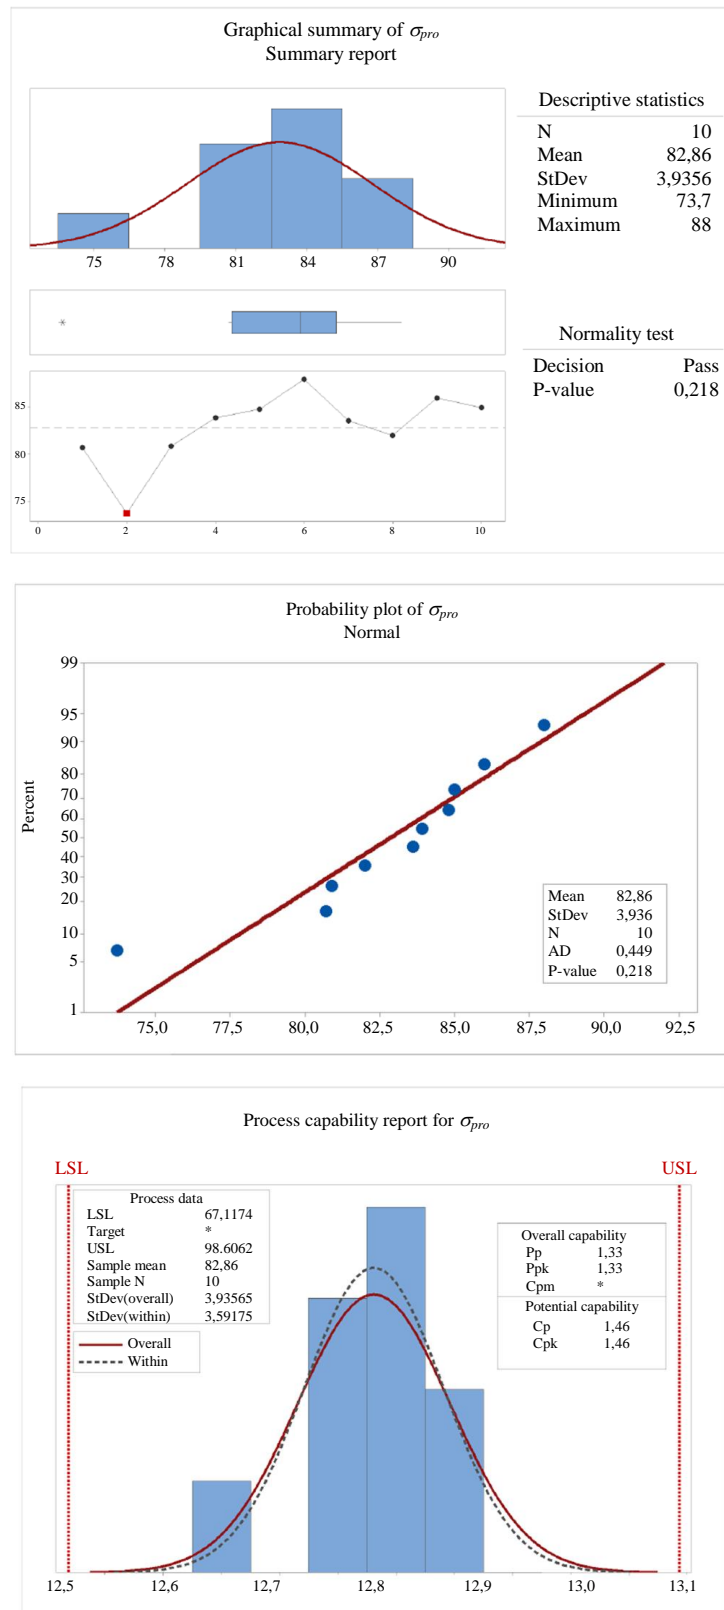 Graphical summary of σpro
Summary report
Descriptive statistics
N 10
Mean 82,86
StDev 3,9356
Minimum 73,7
Maximum 88
75 78 81 84 87 90
Normality test
Decision Pass
P-value 0,218
85
80
75
0 2 4 6 8 10
Probability plot of σpro
Normal
99
95
90
80
70
60
50
40
30
20
10
5
1
Percent
Mean 82,86
StDev 3,936
N 10
AD 0,449
P-value 0,218
75,0 77,5 80,0 82,5 85,0 87,5 90,0 92,5
Process capability report for σpro
LSL USL
Process data
LSL 67,1174
Target *
USL 98.6062
Sample mean 82,86
Sample N 10
StDev(overall) 3,93565
StDev(within) 3,59175
Overall
Within
Overall capability
Pp 1,33
Ppk 1,33
Cpm *
Potential capability
Cp 1,46
Cpk 1,46
12,5 12,6 12,7 12,8 12,9 13,0 13,1